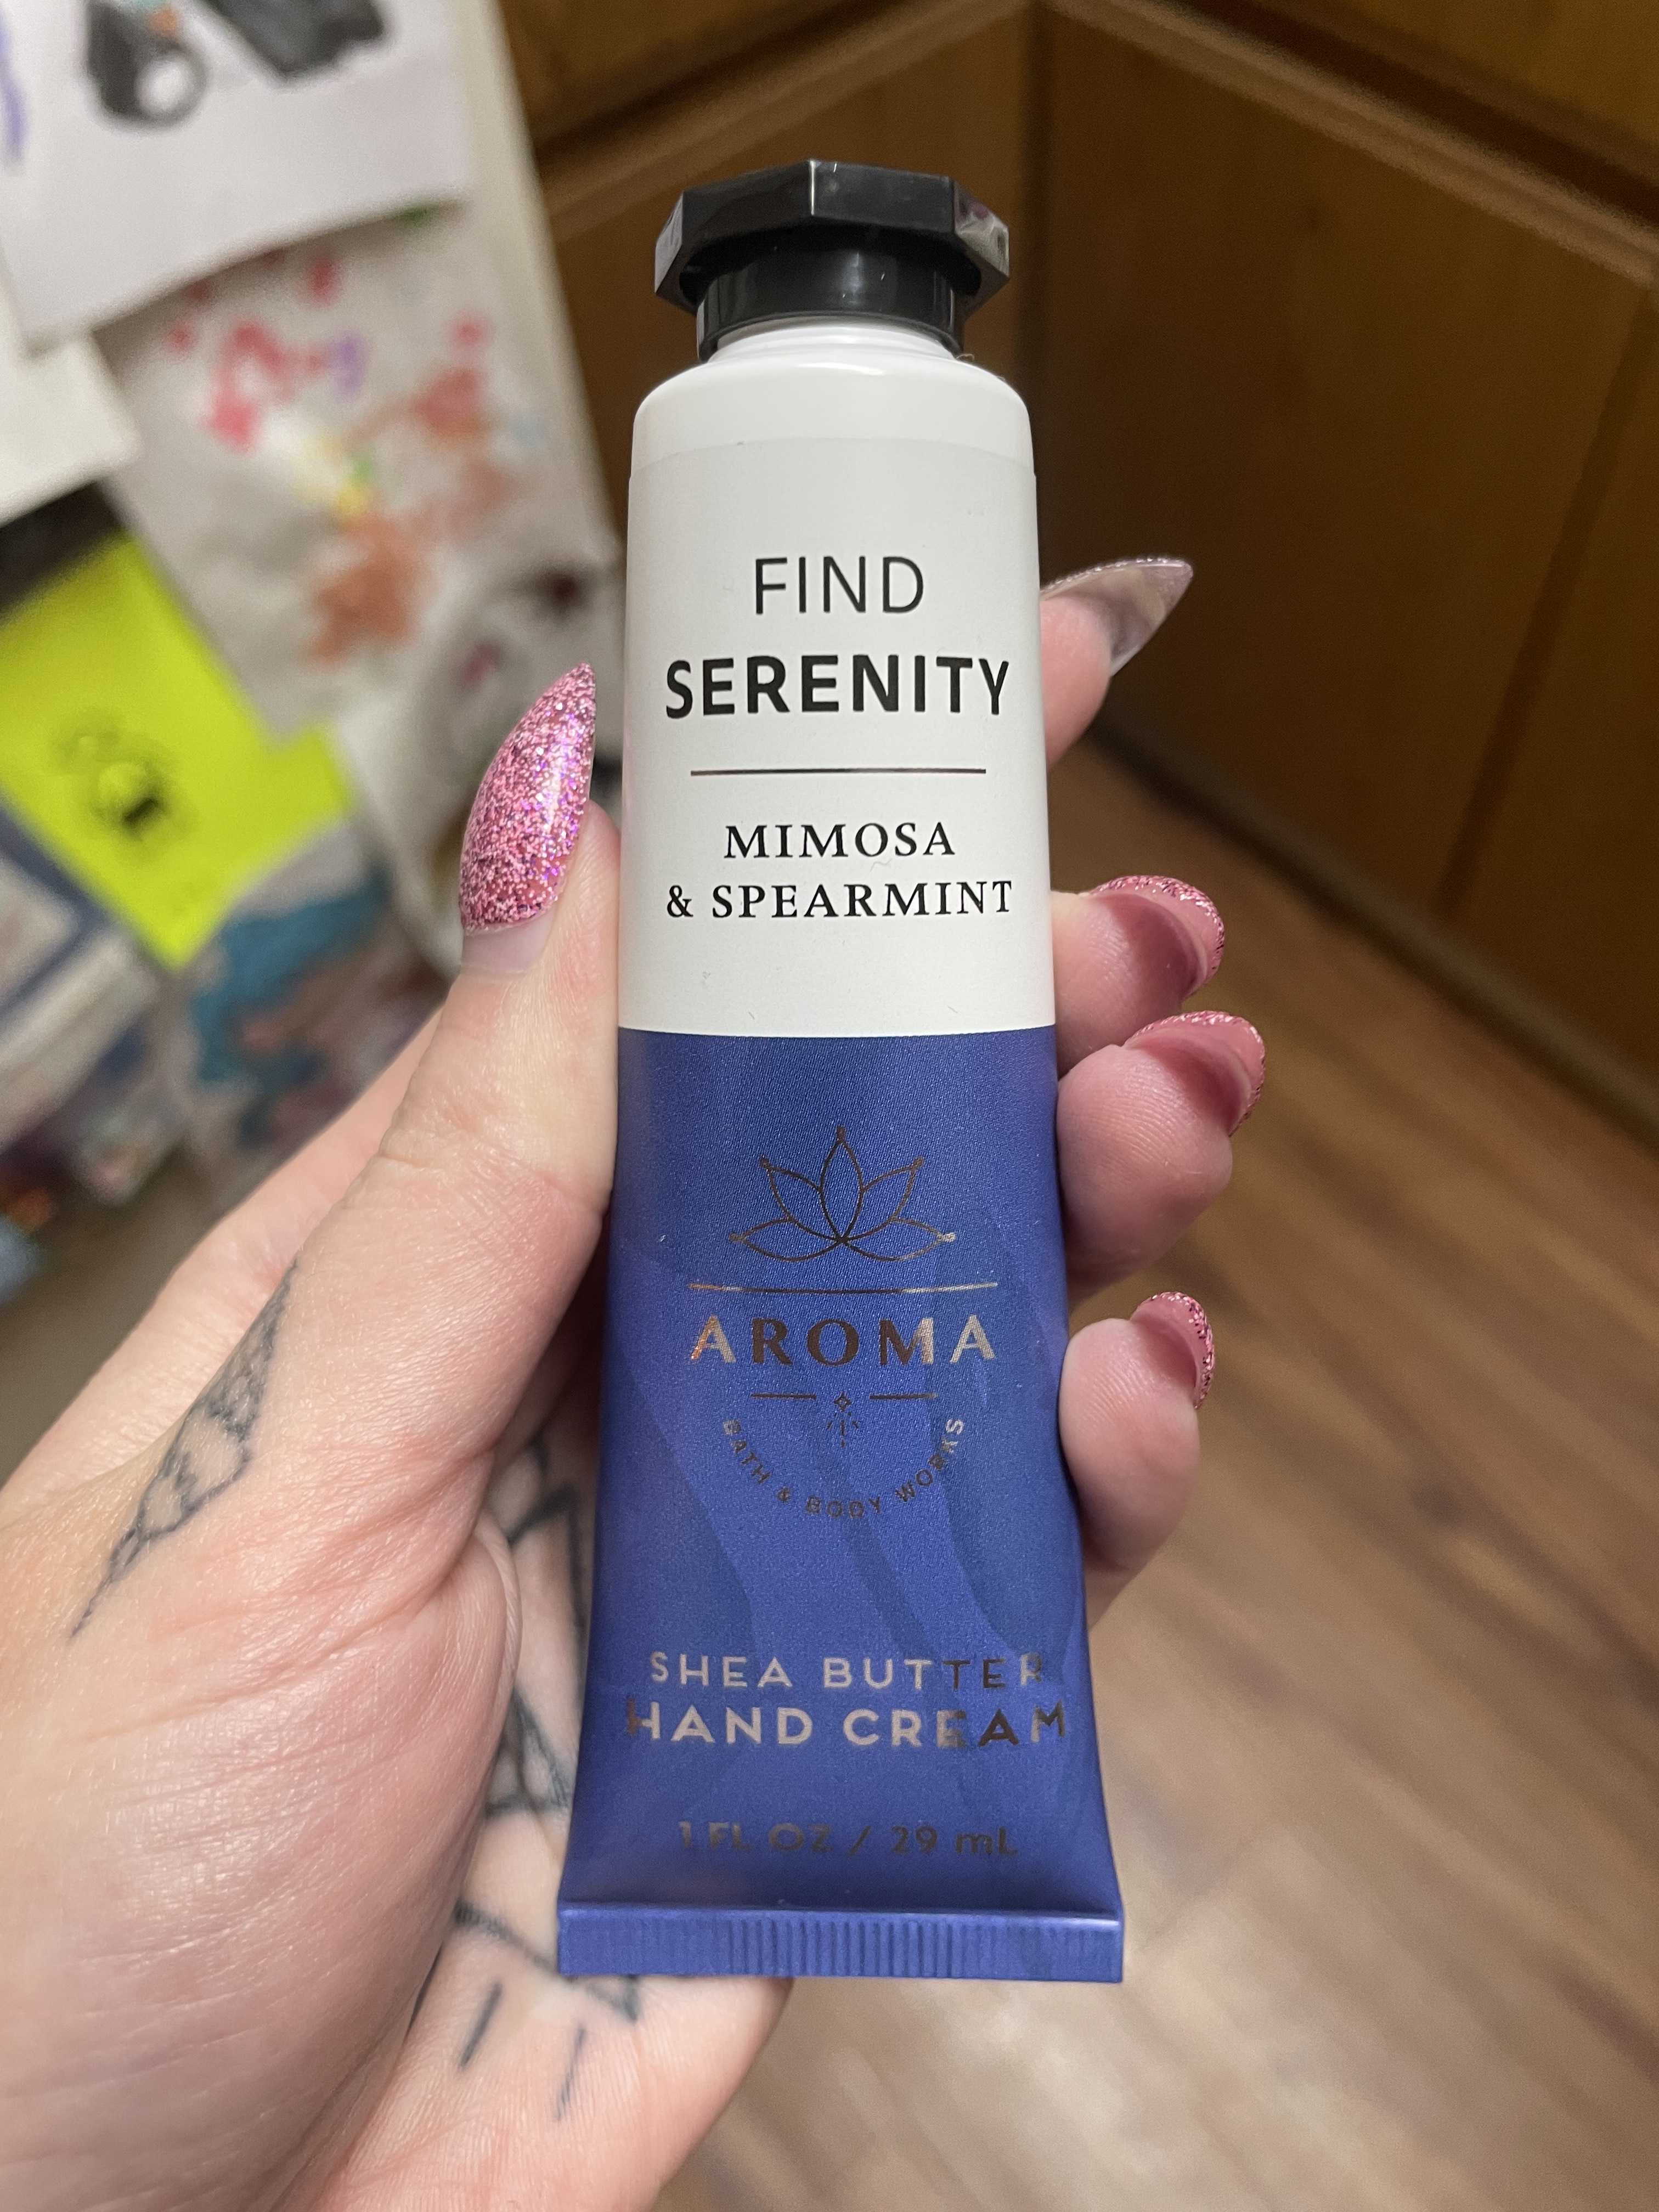 FIND
SERENITY
MIMOSA
& SPEARMINT
AROMA
BATH & BODY WORKS
SHEA BUTTER
HAND CREAM
1 FL OZ / 29 mL